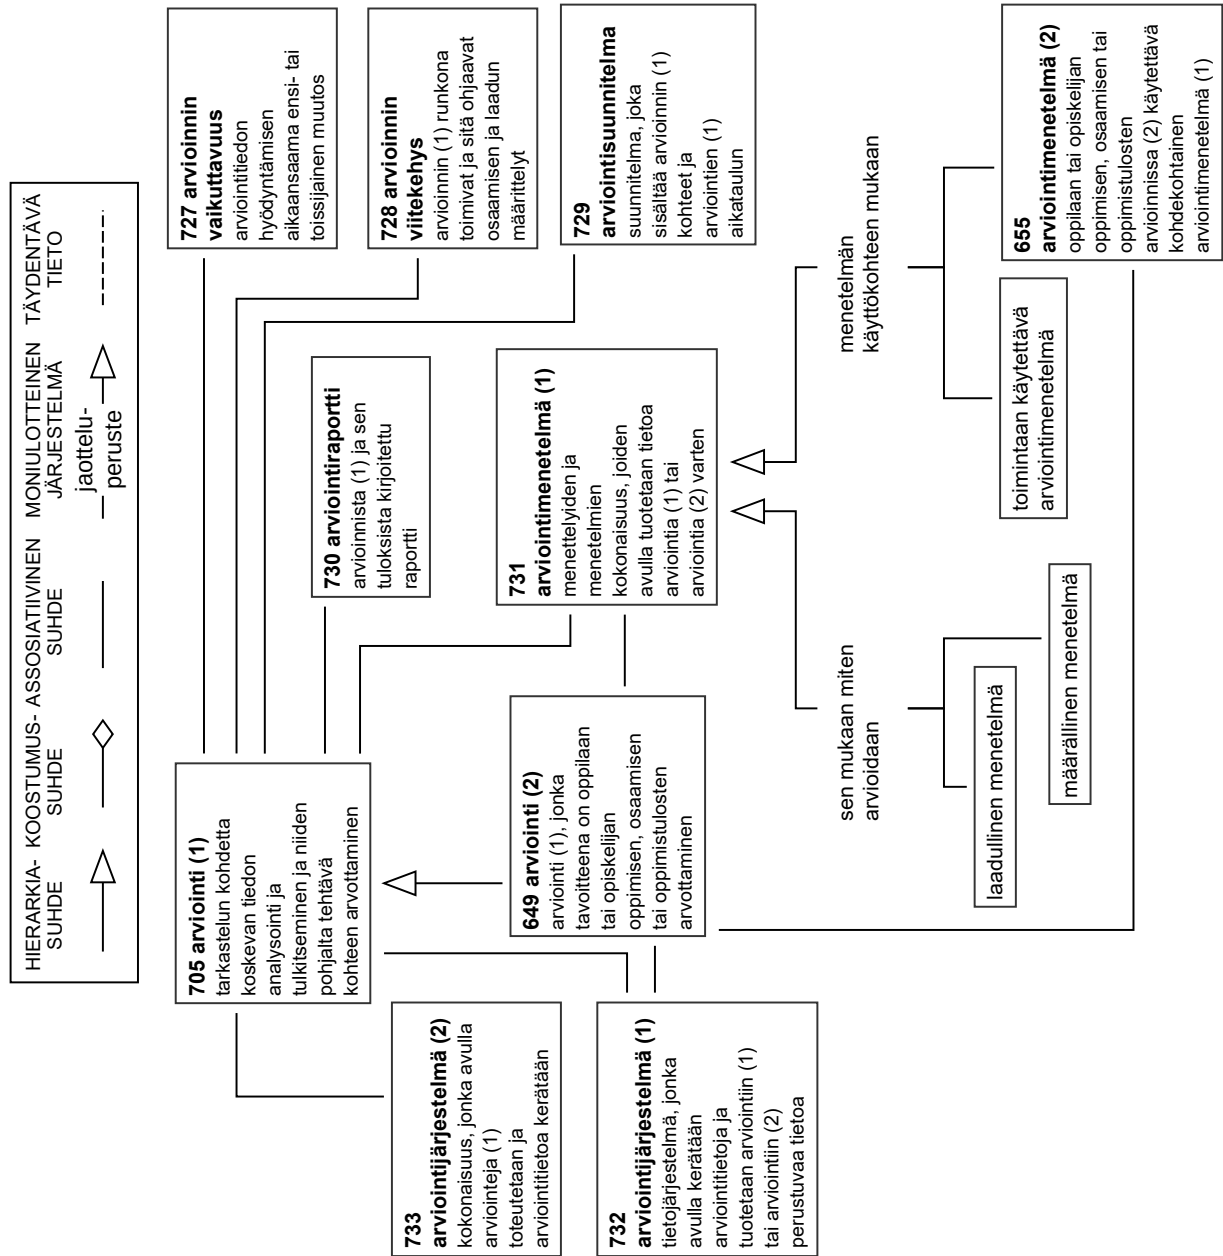 HIERARKIA-
SUHDE
KOOSTUMUS-
SUHDE
ASSOSIATIIVINEN
SUHDE
MONIULOTTEINEN
JÄRJESTELMÄ
jaottelu-
peruste
TÄYDENTÄVÄ
TIETO
705 arviointi (1)
tarkastelun kohdetta
koskevan tiedon
analysointi ja
tulkitseminen ja niiden
pohjalta tehtävä
kohteen arvottaminen
727 arvioinnin
vaikuttavuus
arviointitiedon
hyödyntämisen
aikaansaama ensi- tai
toissijainen muutos
728 arvioinnin
viitekehys
arvioinnin (1) runkona
toimivat ja sitä ohjaavat
osaamisen ja laadun
määrittelyt
729
arviointisuunnitelma
suunnitelma, joka
sisältää arvioinnin (1)
kohteet ja
arviointien (1)
aikataulun
730 arviointiraportti
arvioinnista (1) ja sen
tuloksista kirjoitettu
raportti
733
arviointijärjestelmä (2)
kokonaisuus, jonka avulla
arviointeja (1)
toteutetaan ja
arviointitietoa kerätään
649 arviointi (2)
arviointi (1), jonka
tavoitteena on oppilaan
tai opiskelijan
oppimisen, osaamisen
tai oppimistulosten
arvottaminen
731
arviointimenetelmä (1)
menettelyiden ja
menetelmien
kokonaisuus, joiden
avulla tuotetaan tietoa
arviointia (1) tai
arviointia (2) varten
732
arviointijärjestelmä (1)
tietojärjestelmä, jonka
avulla kerätään
arviointitietoja ja
tuotetaan arviointiin (1)
tai arviointiin (2)
perustuvaa tietoa
sen mukaan miten
arvioidaan
menetelmän
käyttökohteen mukaan
laadullinen menetelmä
määrällinen menetelmä
toimintaan käytettävä
arviointimenetelmä
655
arviointimenetelmä (2)
oppilaan tai opiskelijan
oppimisen, osaamisen tai
oppimistulosten
arvioinnissa (2) käytettävä
kohdekohtainen
arviointimenetelmä (1)